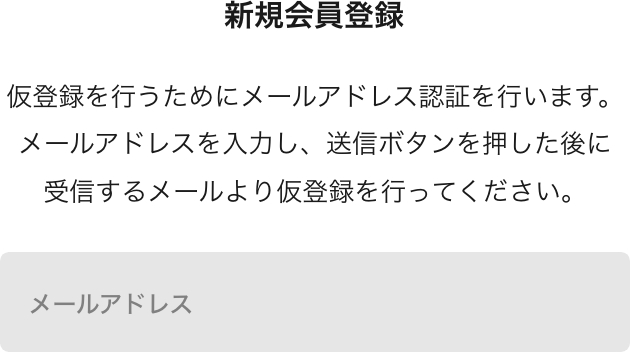 新規会員登録
仮登録を行うためにメールアドレス認証を行います。
メールアドレスを入力し、送信ボタンを押した後に
受信するメールより仮登録を行ってください。
メールアドレス